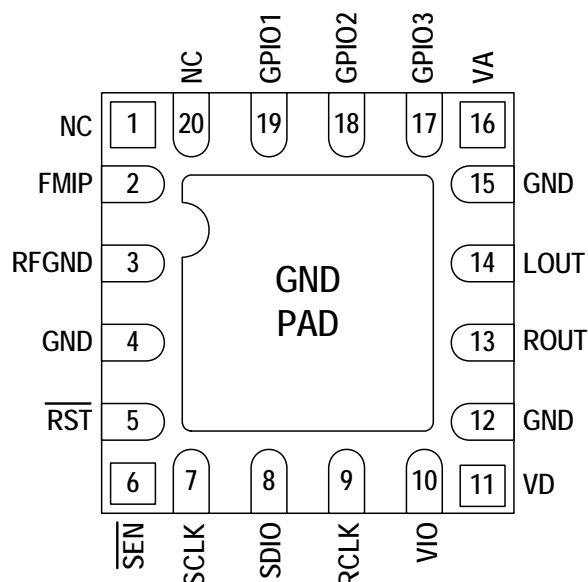 NC
GPIO1
GPIO2
GPIO3
VA
NC 1 20 19 18 17 16
FMIP 2 15 GND
RFGND 3 14 LOUT
GND
PAD
GND 4 13 ROUT
RST 5 12 GND
6 7 8 9 10 11 VD
SEN
SCLK
SDIO
RCLK
VIO